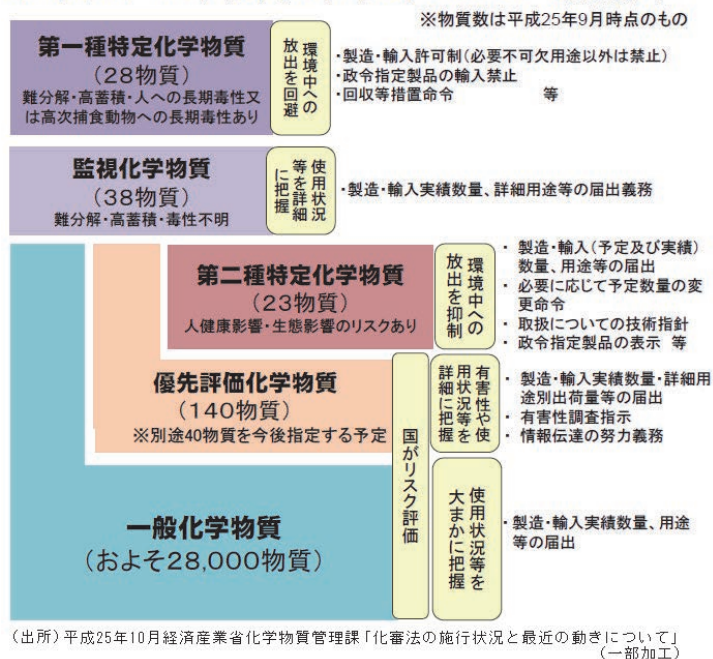 ※物質数は平成25年9月時点のもの
第一種特定化学物質
(28物質)
難分解・高蓄積・人への長期毒性又
は高次捕食動物への長期毒性あり
環境中への
放出を回避
・製造・輸入許可制(必要不可欠用途以外は禁止)
・政令指定製品の輸入禁止
・回収等措置命令 等
監視化学物質
(38物質)
難分解・高蓄積・毒性不明
使用状況
等を詳細
に把握
・製造・輸入実績数量、詳細用途等の届出義務
第二種特定化学物質
(23物質)
人健康影響・生態影響のリスクあり
環境中への
放出を抑制
・製造・輸入(予定及び実績)
数量、用途等の届出
・必要に応じて予定数量の変
更命令
・取扱についての技術指針
・政令指定製品の表示 等
優先評価化学物質
(140物質)
※別途40物質を今後指定する予定
国がリスク評価
有害性や使
用状況等を
詳細に把握
・製造・輸入実績数量・詳細用
途別出荷量等の届出
・有害性調査指示
・情報伝達の努力義務
一般化学物質
(およそ28,000物質)
使用状況等を
大まかに把握
・製造・輸入実績数量、用途
等の届出
(出所)平成25年10月経済産業省化学物質管理課「化審法の施行状況と最近の動きについて」
(一部加工)